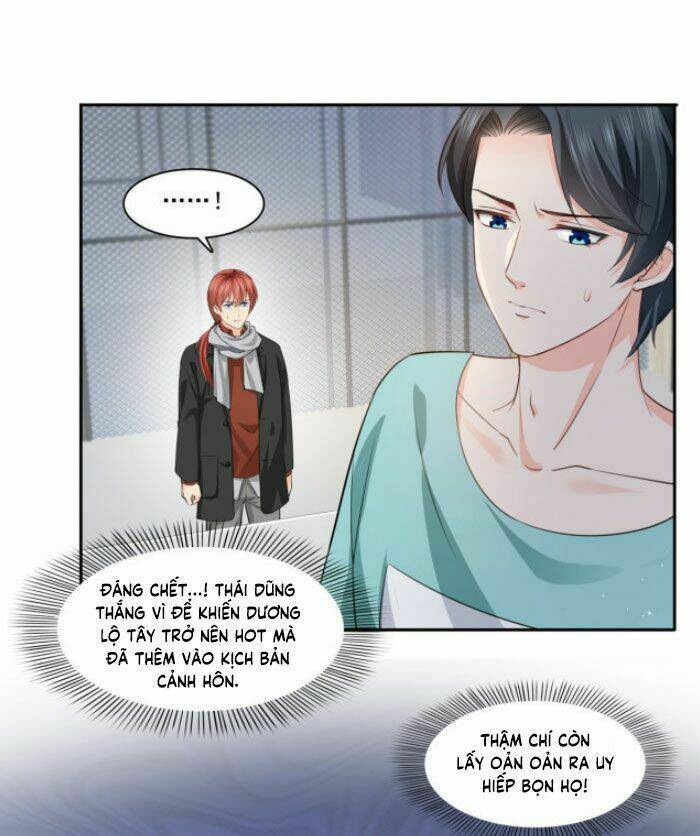 ……!
ĐÁNG CHẾT...! THÁI DŨNG
THẮNG VÌ ĐỂ KHIẾN DƯƠNG
LỘ TÂY TRỞ NÊN HOT MÀ
ĐÃ THÊM VÀO KỊCH BẢN
CẢNH HÔN.
THẬM CHÍ CÒN
LẤY OẢN OẢN RA UY
HIẾP BỌN HỌ!